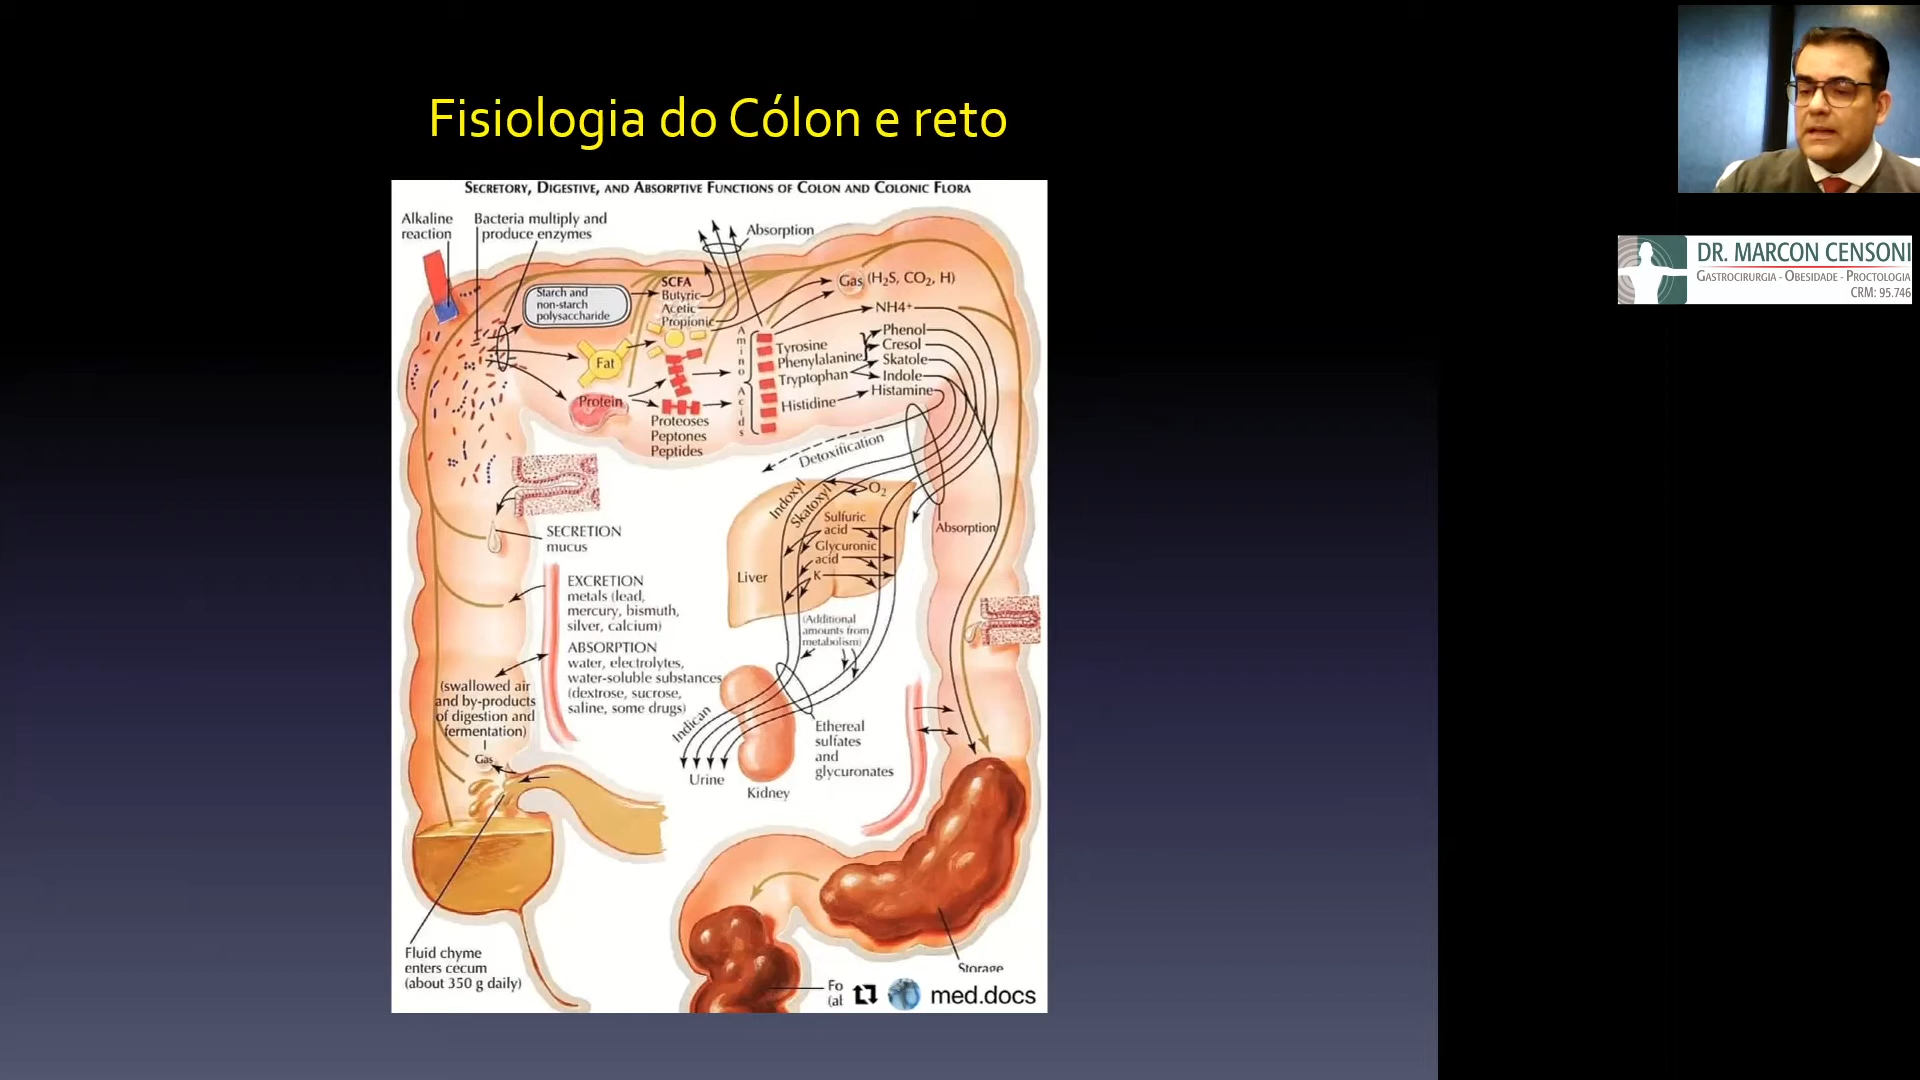 Fisiologia do Cólon e reto
DR. MARCON CENSONI
GASTROCIRURGIA - OBESIDADE - PROCTOLOGIA
CRM: 95.746
SECRETORY, DIGESTIVE, AND ABSORPTIVE FUNCTIONS OF COLON AND COLONIC FLORA
Alkaline
reaction
Bacteria multiply and
produce enzymes
Absorption
Starch and
non-starch
polysaccharide
SCFA
Butyric
Acetic
Propionic
Gas (H₂S, CO₂, H)
NH4+
Fat
Protein
Proteoses
Peptones
Peptides
Amino Acids
Tyrosine
Phenylalanine
Tryptophan
Histidine
Phenol
Cresol
Skatole
Indole
Histamine
Detoxification
Indoxyl
Skatoxyl
O₂
Sulfuric
acid
Glycuronic
acid
K
Liver
Absorption
SECRETION
mucus
EXCRETION
metals (lead,
mercury, bismuth,
silver, calcium)
ABSORPTION
water, electrolytes,
water-soluble substances
(dextrose, sucrose,
saline, some drugs)
(Additional
amounts from
metabolism)
(swallowed air
and by-products
of digestion and
fermentation)
Gas
Indican
Urine
Kidney
Ethereal
sulfates
and
glycuronates
Fluid chyme
enters cecum
(about 350 g daily)
Storage
Fo
(al
med.docs